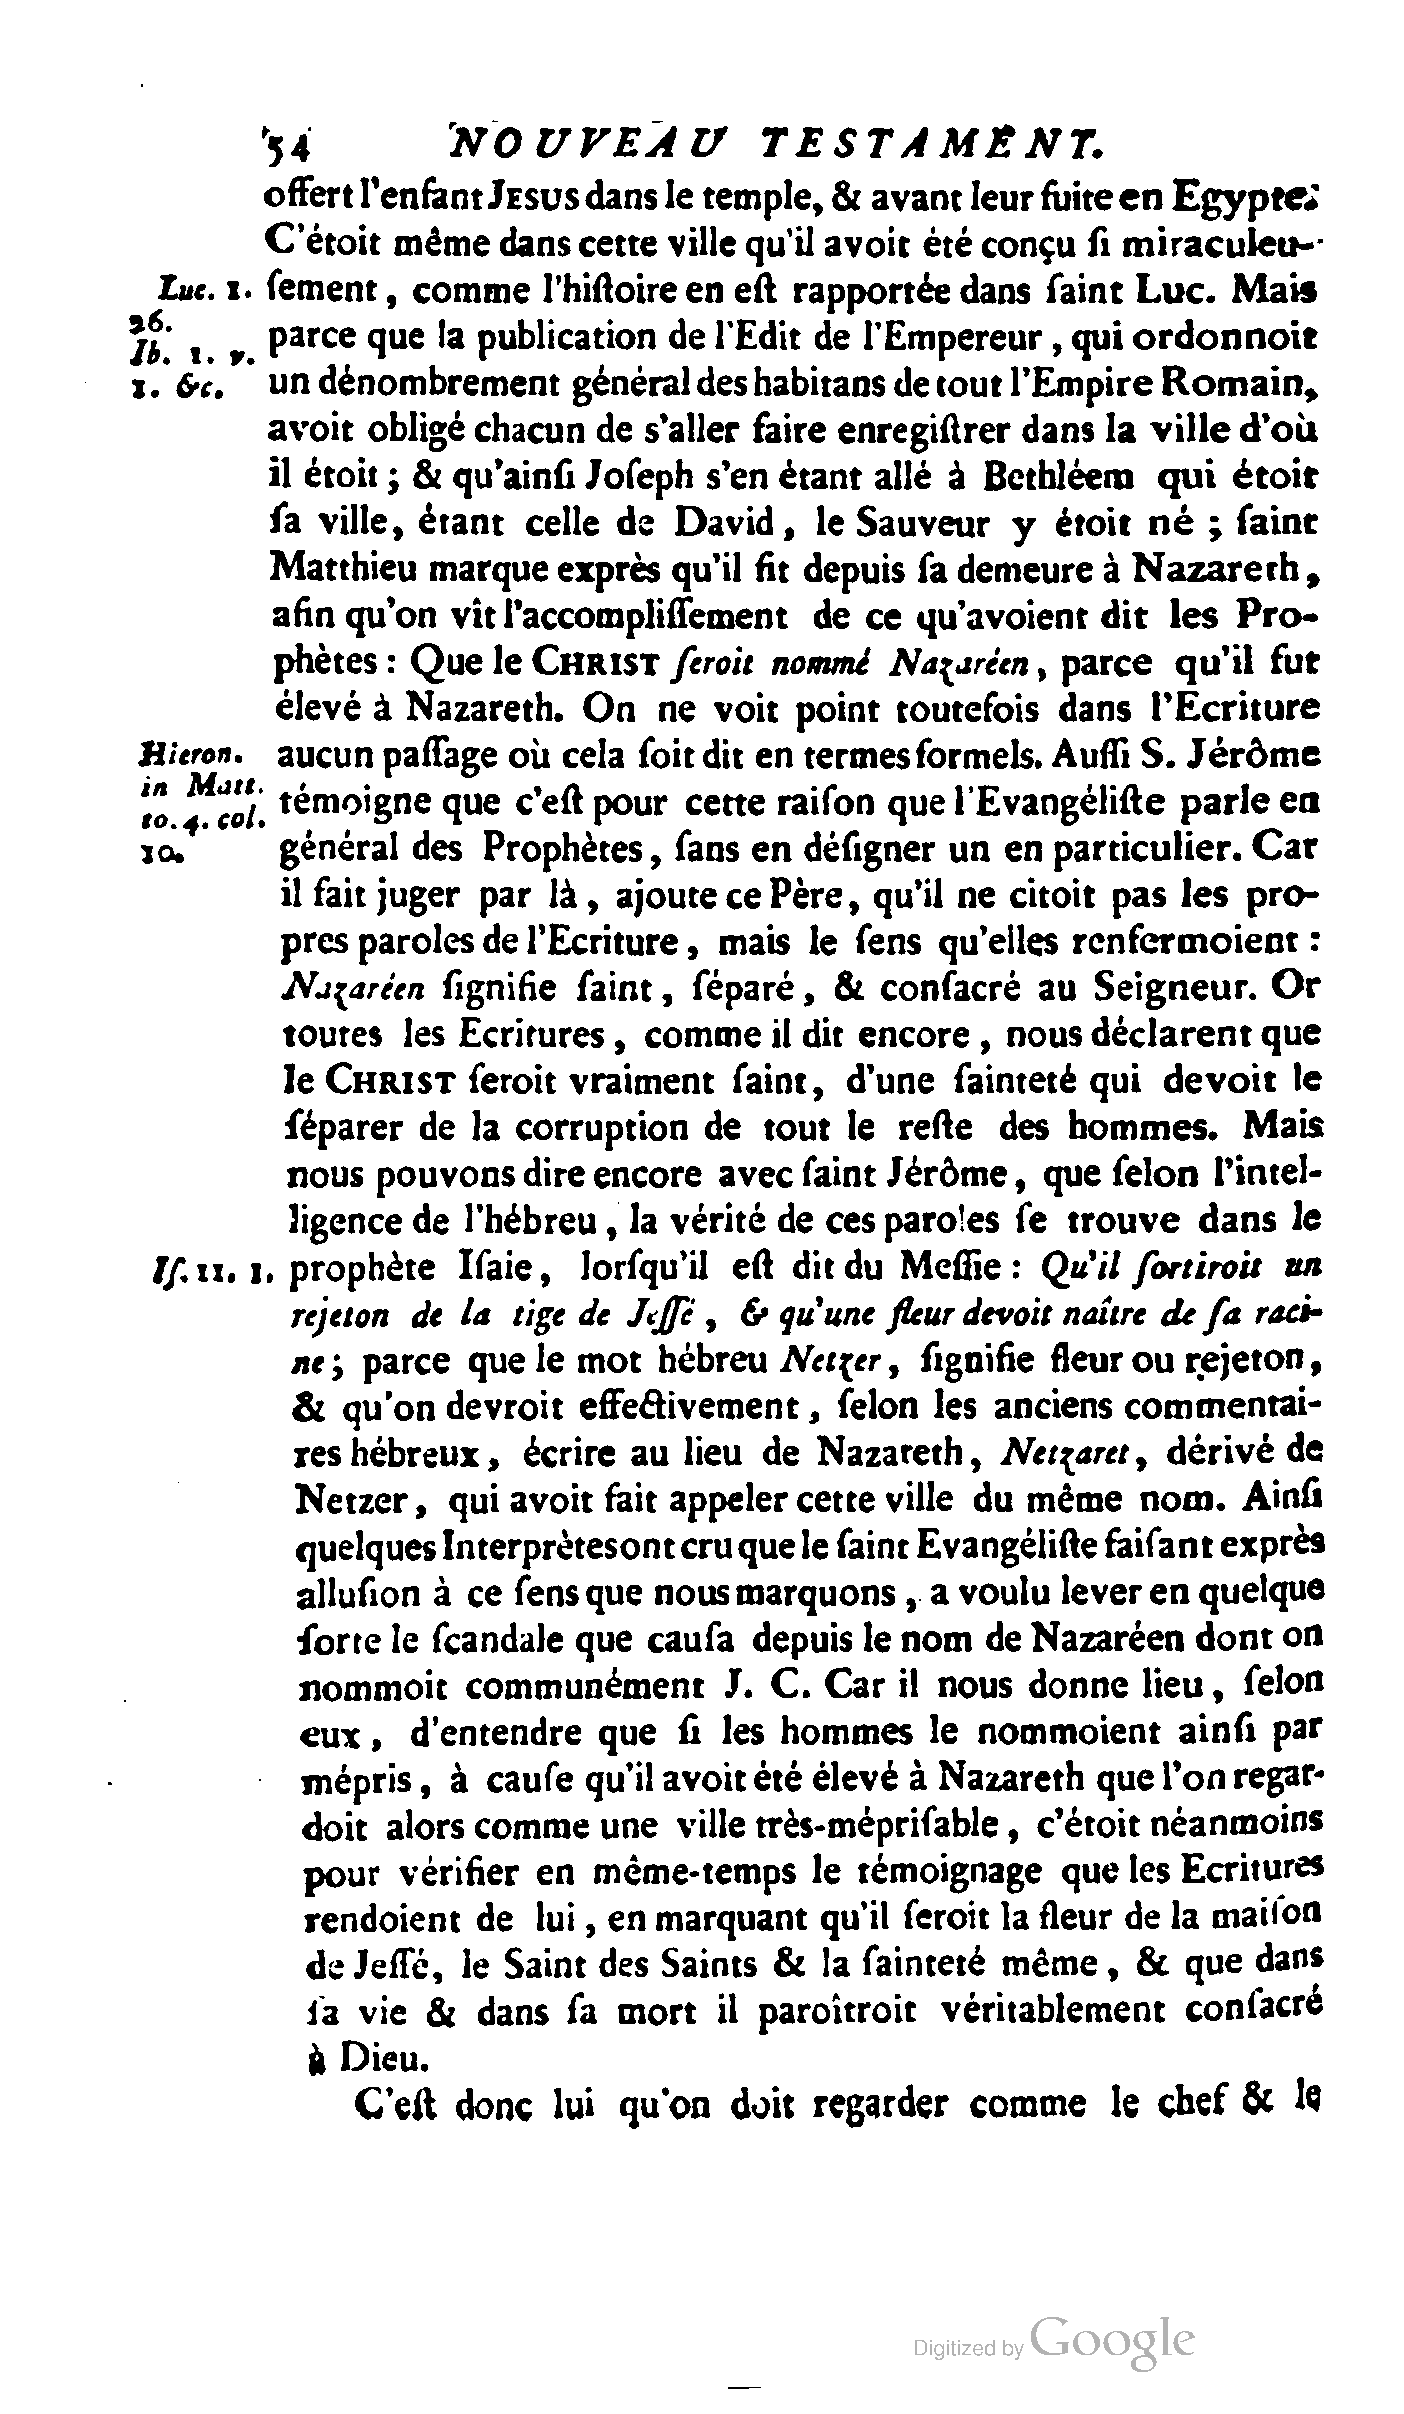 54 NOUVEAU TESTAMENT.
offert l'enfant JESUS dans le temple, & avant leur fuite en Egypte.
C'étoit même dans cette ville qu'il avoit été conçu ſi miraculeu-
Luc. 1. ſement, comme l'hiſtoire en eſt rapportée dans ſaint Luc. Mais
26.
parce que la publication de l'Edit de l'Empereur, qui ordonnoit
Ib. 1. v.
1. &c. un dénombrement général des habitans de tout l'Empire Romain,
avoit obligé chacun de s'aller faire enregiſtrer dans la ville d'où
il étoit; & qu'ainſi Joſeph s'en étant allé à Bethléem qui étoit
ſa ville, étant celle de David, le Sauveur y étoit né; ſaint
Matthieu marque exprès qu'il fit depuis ſa demeure à Nazareth,
afin qu'on vît l'accompliſſement de ce qu'avoient dit les Pro-
phètes: Que le CHRIST ſeroit nommé Nazaréen, parce qu'il fut
élevé à Nazareth. On ne voit point toutefois dans l'Ecriture
Hieron. aucun paſſage où cela ſoit dit en termes formels. Auſſi S. Jérôme
in Matt.
témoigne que c'eſt pour cette raiſon que l'Evangéliſte parle en
to. 4. col.
10. général des Prophètes, ſans en déſigner un en particulier. Car
il fait juger par là, ajoute ce Père, qu'il ne citoit pas les pro-
pres paroles de l'Ecriture, mais le ſens qu'elles renfermoient:
Nazaréen ſignifie ſaint, ſéparé, & conſacré au Seigneur. Or
toutes les Ecritures, comme il dit encore, nous déclarent que
le CHRIST ſeroit vraiment ſaint, d'une ſainteté qui devoit le
ſéparer de la corruption de tout le reſte des hommes. Mais
nous pouvons dire encore avec ſaint Jérôme, que ſelon l'intel-
ligence de l'hébreu, la vérité de ces paroles ſe trouve dans le
Iſ. 11. 1. prophète Iſaie, lorſqu'il eſt dit du Meſſie: Qu'il ſortiroit un
rejeton de la tige de Jeſſé, & qu'une fleur devoit naître de ſa raci-
ne; parce que le mot hébreu Netzer, ſignifie fleur ou rejeton,
& qu'on devroit effectivement, ſelon les anciens commentai-
res hébreux, écrire au lieu de Nazareth, Netzaret, dérivé de
Netzer, qui avoit fait appeler cette ville du même nom. Ainſi
quelques Interprètes ont cru que le ſaint Evangéliſte faiſant exprès
alluſion à ce ſens que nous marquons, a voulu lever en quelque
ſorte le ſcandale que cauſa depuis le nom de Nazaréen dont on
nommoit communément J. C. Car il nous donne lieu, ſelon
eux, d'entendre que ſi les hommes le nommoient ainſi par
mépris, à cauſe qu'il avoit été élevé à Nazareth que l'on regar-
doit alors comme une ville très-mépriſable, c'étoit néanmoins
pour vérifier en même-temps le témoignage que les Ecritures
rendoient de lui, en marquant qu'il ſeroit la fleur de la maiſon
de Jeſſé, le Saint des Saints & la ſainteté même, & que dans
ſa vie & dans ſa mort il paroîtroit véritablement conſacré
à Dieu.
C'eſt donc lui qu'on doit regarder comme le chef & le
Digitized by Google